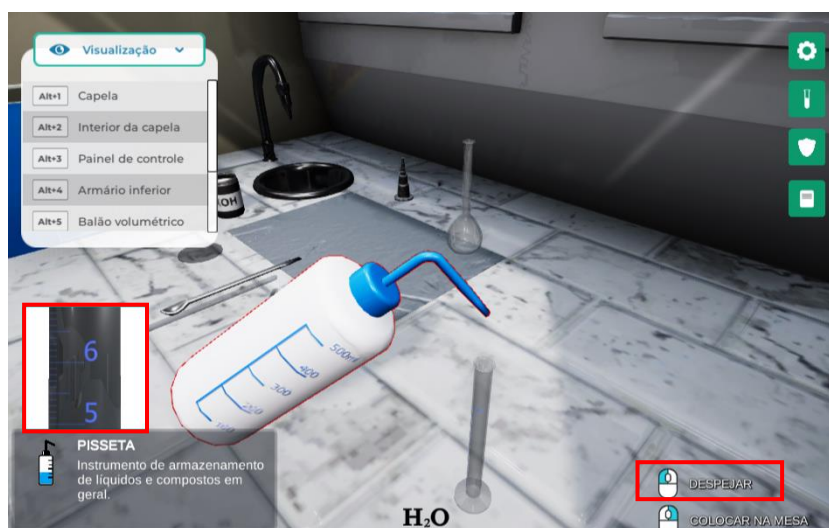 Visualização
Alt+1 Capela
Alt+2 Interior da capela
Alt+3 Painel de controle
Alt+4 Armário inferior
Alt+5 Balão volumétrico
KOH
500ml
400
300
6
5
PISSETA
Instrumento de armazenamento
de líquidos e compostos em
geral.
H₂O
DESPEJAR
COLOCAR NA MESA